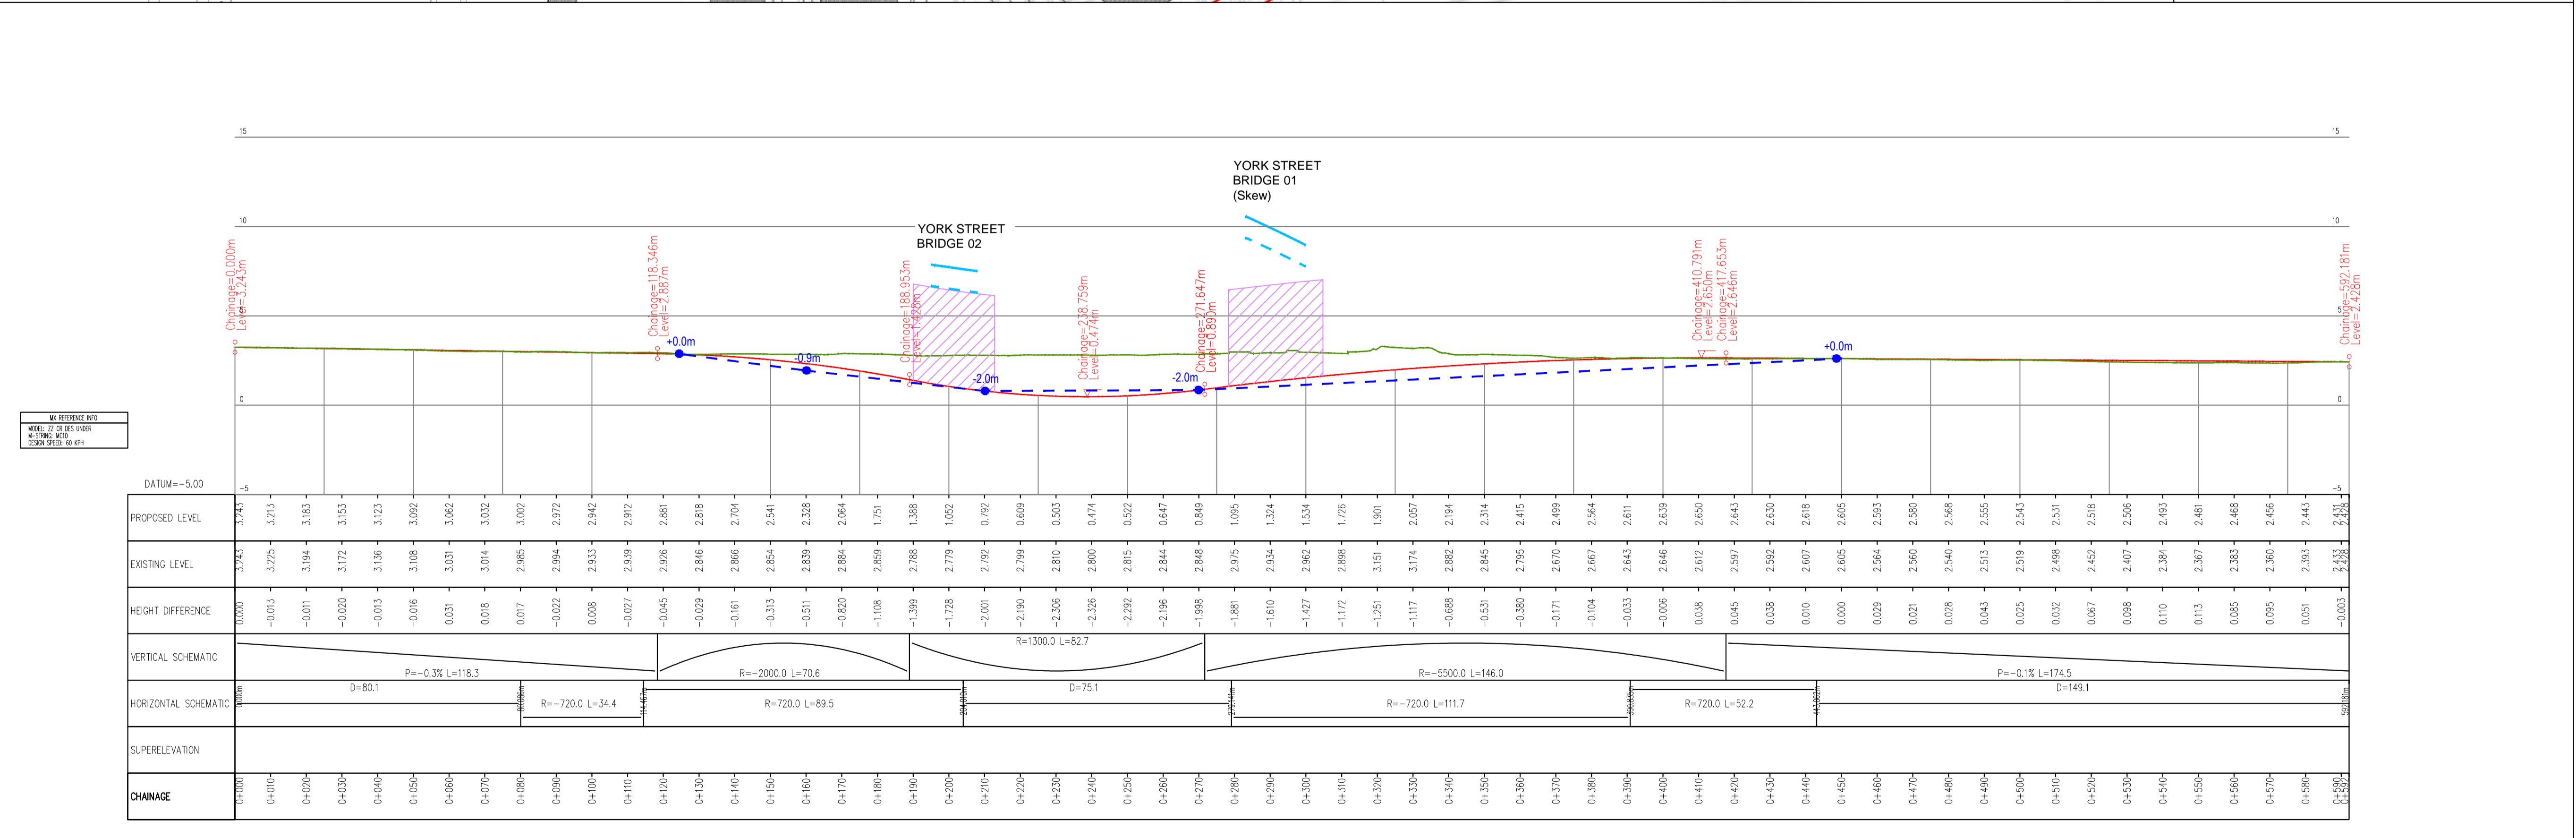 15
15
10
10
5
5
0
0
-5
-5
YORK STREET
BRIDGE 01
(Skew)
YORK STREET
BRIDGE 02
Chainage=0.000m
Level=3.243m
Chainage=118.346m
Level=2.887m
Chainage=188.953m
Level=1.428m
Chainage=238.759m
Level=0.474m
Chainage=271.647m
Level=0.890m
Chainage=410.791m
Level=2.650m
Chainage=417.653m
Level=2.646m
Chainage=592.181m
Level=2.428m
+0.0m
-0.9m
-2.0m
-2.0m
+0.0m
MX REFERENCE INFO
MODEL: ZZ CR DES UNDER
M-STRING: MC10
DESIGN SPEED: 60 KPH
DATUM=-5.00
PROPOSED LEVEL 3.243 3.213 3.183 3.153 3.123 3.092 3.062 3.032 3.002 2.972 2.942 2.912 2.881 2.818 2.704 2.541 2.328 2.064 1.751 1.388 1.052 0.792 0.609 0.503 0.474 0.522 0.647 0.849 1.095 1.324 1.534 1.726 1.901 2.057 2.194 2.314 2.415 2.499 2.564 2.611 2.639 2.650 2.643 2.630 2.618 2.605 2.593 2.580 2.568 2.555 2.543 2.531 2.518 2.506 2.493 2.481 2.468 2.456 2.443 2.431 2.428
EXISTING LEVEL 3.243 3.225 3.194 3.172 3.136 3.108 3.031 3.014 2.985 2.994 2.933 2.939 2.926 2.846 2.866 2.854 2.839 2.884 2.859 2.788 2.779 2.792 2.799 2.810 2.800 2.815 2.844 2.848 2.975 2.934 2.962 2.898 3.151 3.174 2.882 2.845 2.795 2.670 2.667 2.643 2.646 2.612 2.597 2.592 2.607 2.605 2.564 2.560 2.540 2.513 2.519 2.498 2.452 2.407 2.384 2.367 2.383 2.360 2.393 2.433 2.428
HEIGHT DIFFERENCE 0.000 -0.013 -0.011 -0.020 -0.013 -0.016 0.031 0.018 0.017 -0.022 0.008 -0.027 -0.045 -0.029 -0.161 -0.313 -0.511 -0.820 -1.108 -1.399 -1.728 -2.001 -2.190 -2.306 -2.326 -2.292 -2.196 -1.998 -1.881 -1.610 -1.427 -1.172 -1.251 -1.117 -0.688 -0.531 -0.380 -0.171 -0.104 -0.033 -0.006 0.038 0.045 0.038 0.010 0.000 0.029 0.021 0.028 0.043 0.025 0.032 0.067 0.098 0.110 0.113 0.085 0.095 0.051 -0.003
VERTICAL SCHEMATIC P=-0.3% L=118.3 R=-2000.0 L=70.6 R=1300.0 L=82.7 R=-5500.0 L=146.0 P=-0.1% L=174.5
HORIZONTAL SCHEMATIC D=80.1 R=-720.0 L=34.4 R=720.0 L=89.5 D=75.1 R=-720.0 L=111.7 R=720.0 L=52.2 D=149.1
SUPERELEVATION
CHAINAGE 0+000 0+010 0+020 0+030 0+040 0+050 0+060 0+070 0+080 0+090 0+100 0+110 0+120 0+130 0+140 0+150 0+160 0+170 0+180 0+190 0+200 0+210 0+220 0+230 0+240 0+250 0+260 0+270 0+280 0+290 0+300 0+310 0+320 0+330 0+340 0+350 0+360 0+370 0+380 0+390 0+400 0+410 0+420 0+430 0+440 0+450 0+460 0+470 0+480 0+490 0+500 0+510 0+520 0+530 0+540 0+550 0+560 0+570 0+580 0+590 0+592